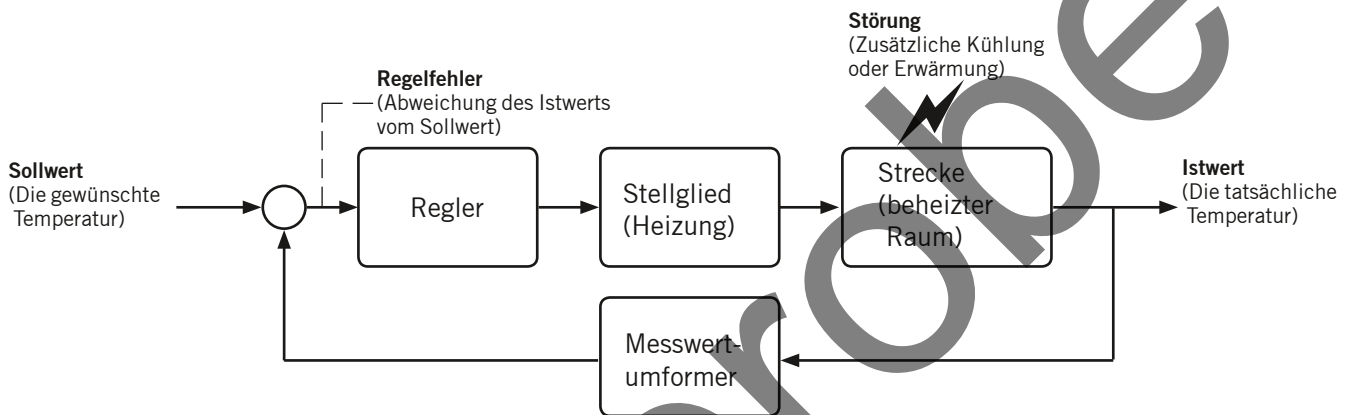 Störung
(Zusätzliche Kühlung
oder Erwärmung)
Regelfehler
(Abweichung des Istwerts
vom Sollwert)
Sollwert
(Die gewünschte
Temperatur)
Regler
Stellglied
(Heizung)
Strecke
(beheizter
Raum)
Istwert
(Die tatsächliche
Temperatur)
Messwert-
umformer